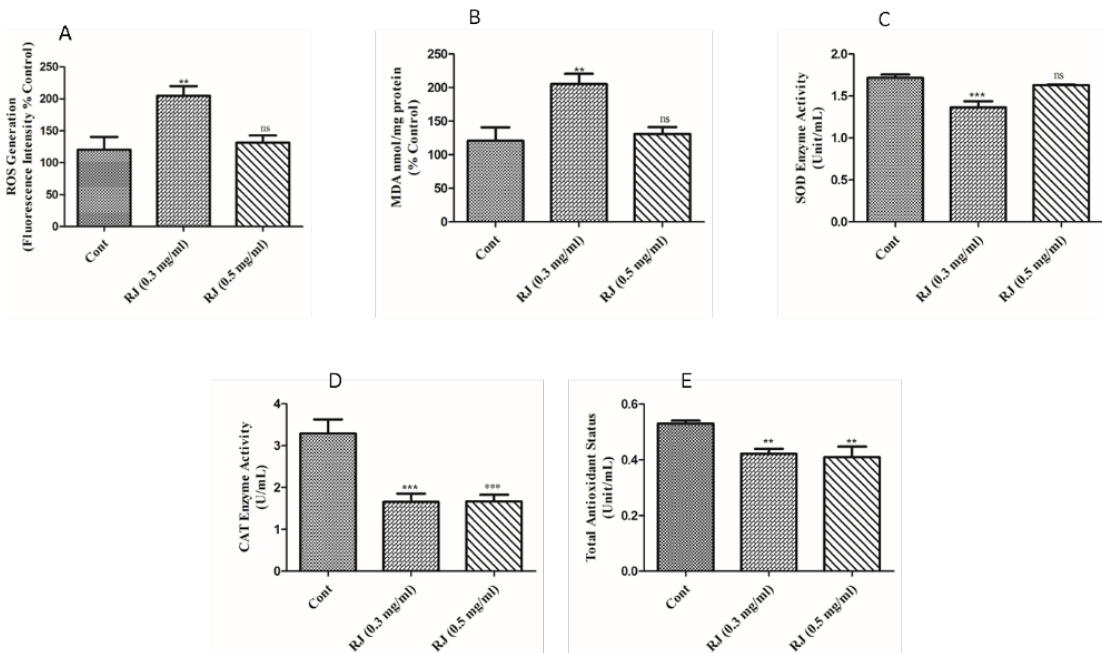 A
ROS Generation
(Fluorescence Intensity % Control)
250
200
150
100
50
0
**
ns
Cont
RJ (0.3 mg/ml)
RJ (0.5 mg/ml)
B
MDA nmol/mg protein
(% Control)
250
200
150
100
50
0
**
ns
Cont
RJ (0.3 mg/ml)
RJ (0.5 mg/ml)
C
SOD Enzyme Activity
(Unit/mL)
2.0
1.5
1.0
0.5
0.0
***
ns
Cont
RJ (0.3 mg/ml)
RJ (0.5 mg/ml)
D
CAT Enzyme Activity
(U/mL)
4
3
2
1
0
***
***
Cont
RJ (0.3 mg/ml)
RJ (0.5 mg/ml)
E
Total Antioxidant Status
(Unit/mL)
0.6
0.4
0.2
0.0
**
**
Cont
RJ (0.3 mg/ml)
RJ (0.5 mg/ml)